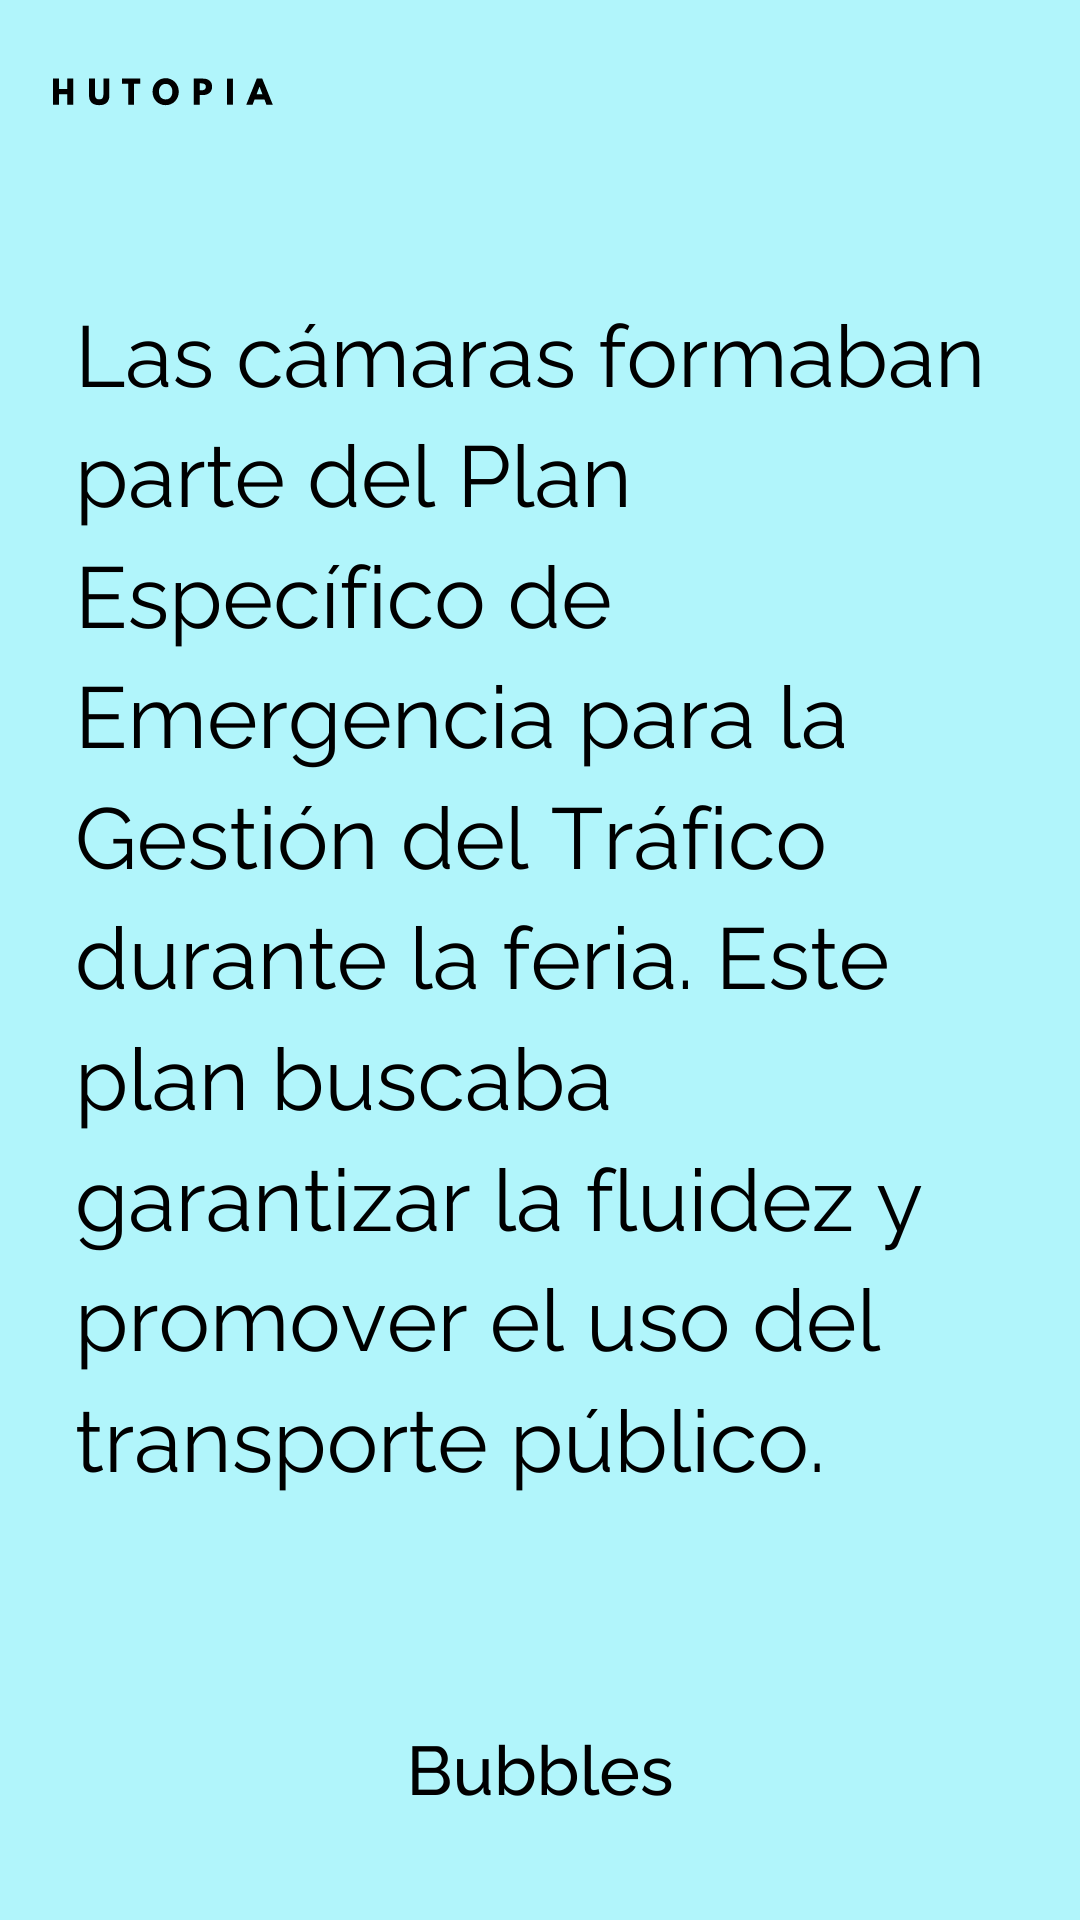 HUTOPIA
Las cámaras formaban
parte del Plan
Específico de
Emergencia para la
Gestión del Tráfico
durante la feria. Este
plan buscaba
garantizar la fluidez y
promover el uso del
transporte público.
Bubbles